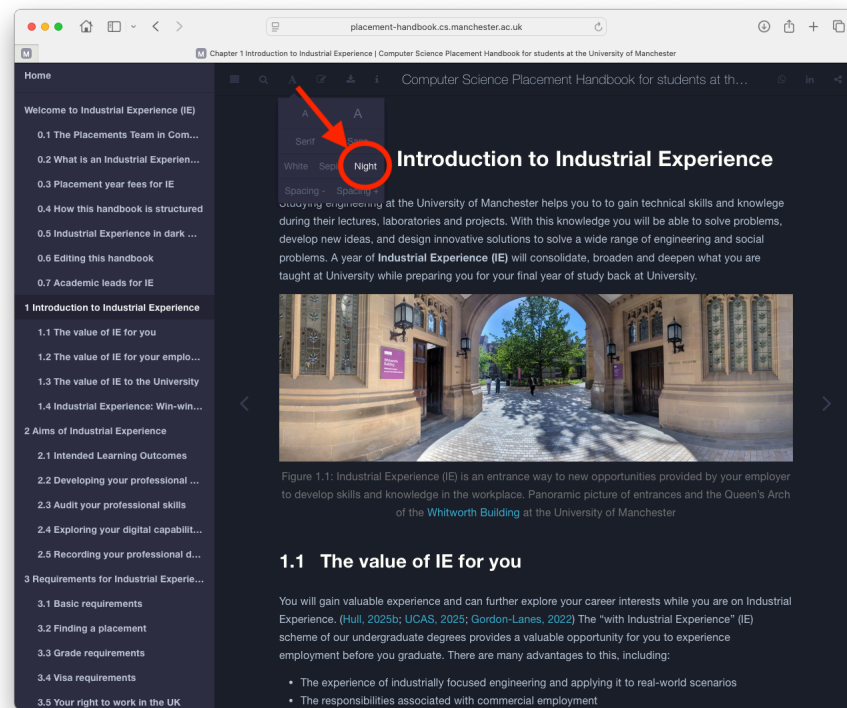 placement-handbook.cs.manchester.ac.uk
M
M Chapter 1 Introduction to Industrial Experience | Computer Science Placement Handbook for students at the University of Manchester
Home
Welcome to Industrial Experience (IE)
0.1 The Placements Team in Com...
0.2 What is an Industrial Experien...
0.3 Placement year fees for IE
0.4 How this handbook is structured
0.5 Industrial Experience in dark ...
0.6 Editing this handbook
0.7 Academic leads for IE
1 Introduction to Industrial Experience
1.1 The value of IE for you
1.2 The value of IE for your emplo...
1.3 The value of IE to the University
1.4 Industrial Experience: Win-win...
2 Aims of Industrial Experience
2.1 Intended Learning Outcomes
2.2 Developing your professional ...
2.3 Audit your professional skills
2.4 Exploring your digital capabilit...
2.5 Recording your professional d...
3 Requirements for Industrial Experie...
3.1 Basic requirements
3.2 Finding a placement
3.3 Grade requirements
3.4 Visa requirements
3.5 Your right to work in the UK
A i Computer Science Placement Handbook for students at th... in
A A
Serif Sans
White Sepia Night
Spacing - Spacing +
Introduction to Industrial Experience
Studying engineering at the University of Manchester helps you to to gain technical skills and knowlege
during their lectures, laboratories and projects. With this knowledge you will be able to solve problems,
develop new ideas, and design innovative solutions to solve a wide range of engineering and social
problems. A year of Industrial Experience (IE) will consolidate, broaden and deepen what you are
taught at University while preparing you for your final year of study back at University.
Figure 1.1: Industrial Experience (IE) is an entrance way to new opportunities provided by your employer
to develop skills and knowledge in the workplace. Panoramic picture of entrances and the Queen's Arch
of the Whitworth Building at the University of Manchester
1.1 The value of IE for you
You will gain valuable experience and can further explore your career interests while you are on Industrial
Experience. (Hull, 2025b; UCAS, 2025; Gordon-Lanes, 2022) The “with Industrial Experience” (IE)
scheme of our undergraduate degrees provides a valuable opportunity for you to experience
employment before you graduate. There are many advantages to this, including:
• The experience of industrially focused engineering and applying it to real-world scenarios
• The responsibilities associated with commercial employment